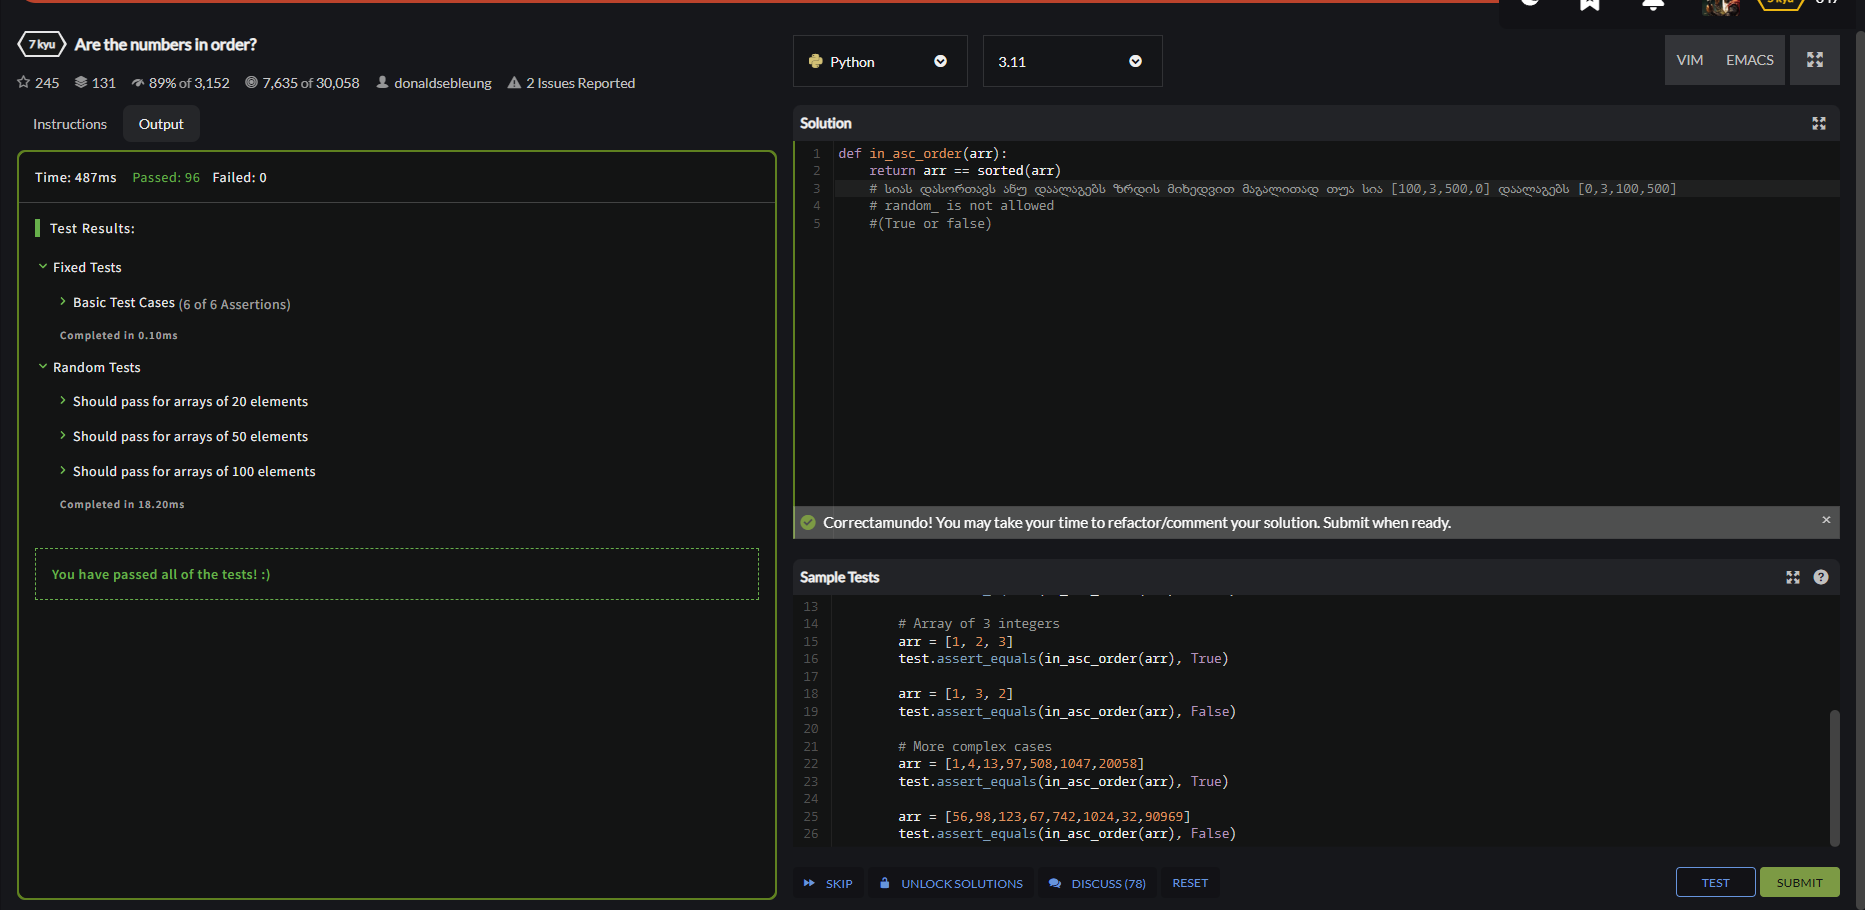 7 kyu Are the numbers in order?
245 131 89% of 3,152 7,635 of 30,058 donaldsebleung 2 Issues Reported
Instructions Output
Time: 487ms Passed: 96 Failed: 0
Test Results:
Fixed Tests
Basic Test Cases (6 of 6 Assertions)
Completed in 0.10ms
Random Tests
Should pass for arrays of 20 elements
Should pass for arrays of 50 elements
Should pass for arrays of 100 elements
Completed in 18.20ms
You have passed all of the tests! :)
Python 3.11 VIM EMACS
Solution
1 def in_asc_order(arr):
2 return arr == sorted(arr)
3 # სიას დასორთავს ანუ დაალაგებს ზრდის მიხედვით მაგალითად თუა სია [100,3,500,0] დაალაგებს [0,3,100,500]
4 # random_ is not allowed
5 #(True or false)
Correctamundo! You may take your time to refactor/comment your solution. Submit when ready. ×
Sample Tests
13
14 # Array of 3 integers
15 arr = [1, 2, 3]
16 test.assert_equals(in_asc_order(arr), True)
17
18 arr = [1, 3, 2]
19 test.assert_equals(in_asc_order(arr), False)
20
21 # More complex cases
22 arr = [1,4,13,97,508,1047,20058]
23 test.assert_equals(in_asc_order(arr), True)
24
25 arr = [56,98,123,67,742,1024,32,90969]
26 test.assert_equals(in_asc_order(arr), False)
SKIP UNLOCK SOLUTIONS DISCUSS (78) RESET TEST SUBMIT